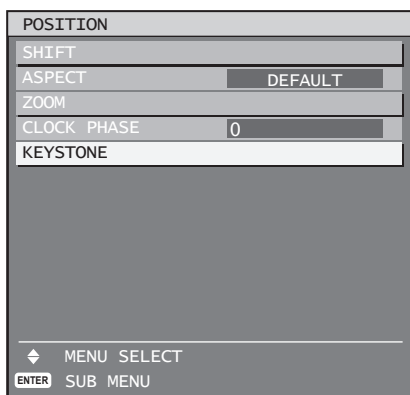 POSITION
SHIFT
ASPECT DEFAULT
ZOOM
CLOCK PHASE 0
KEYSTONE
MENU SELECT
ENTER SUB MENU